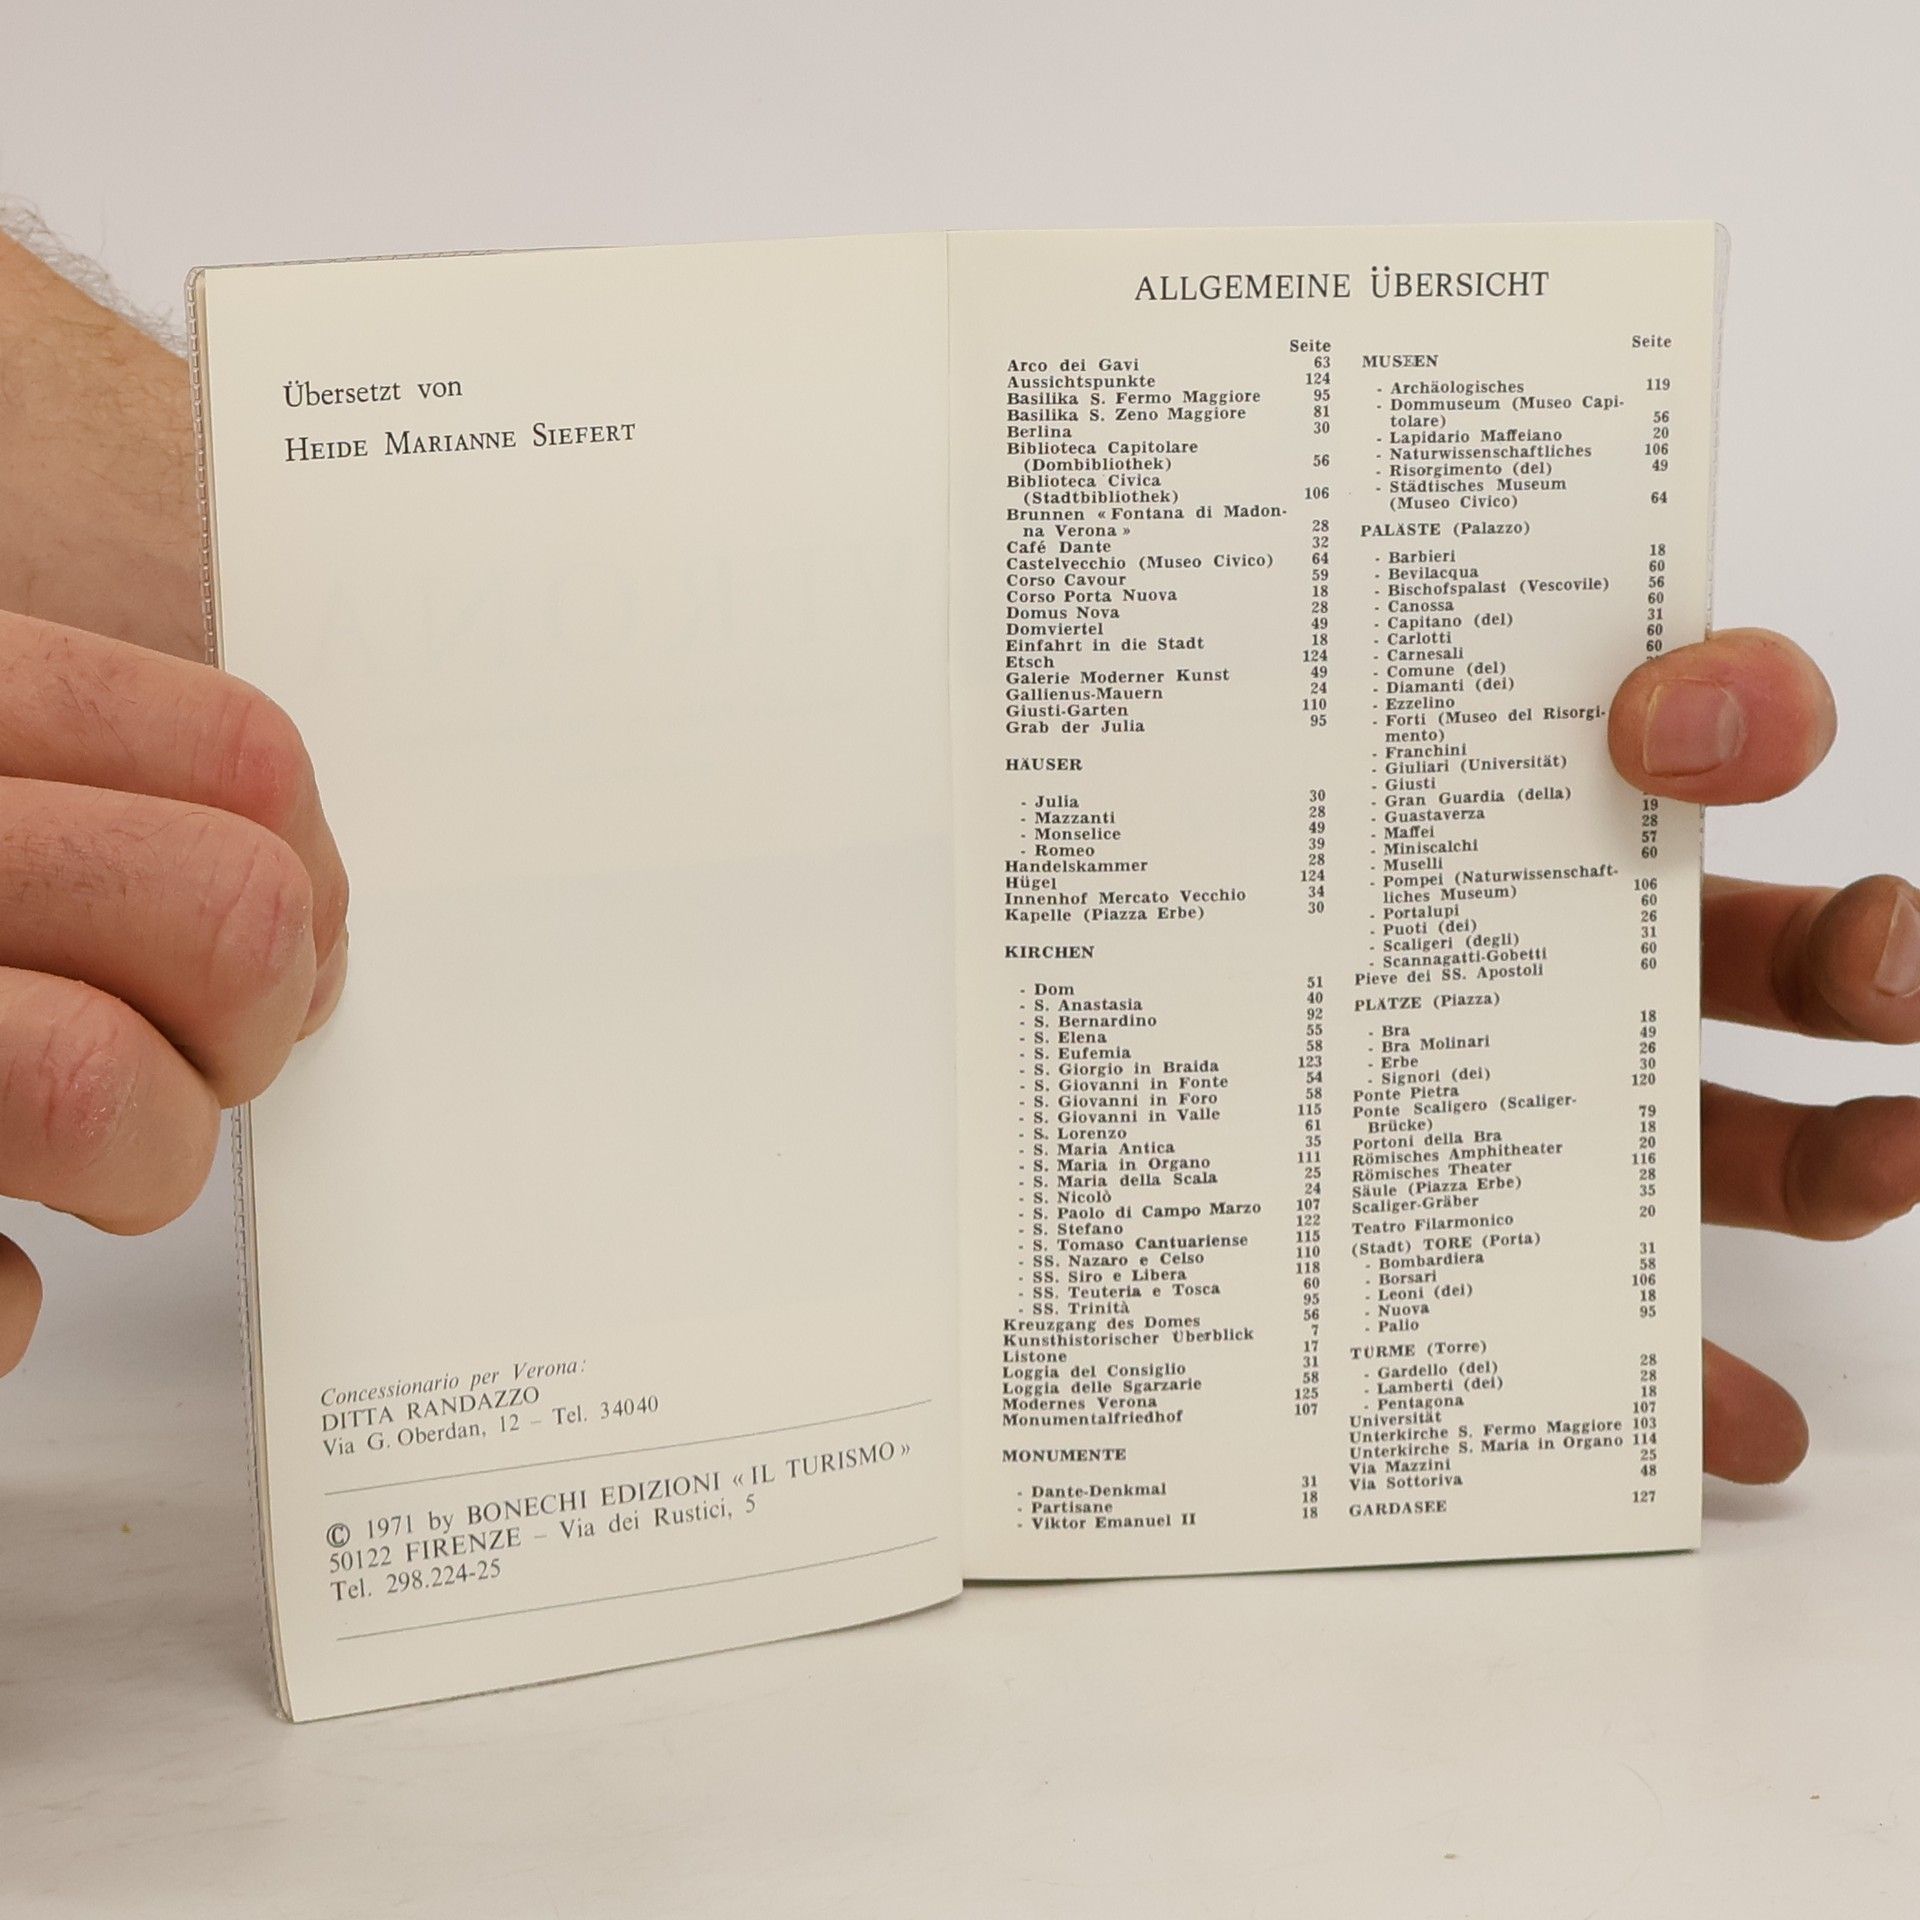 Übersetzt von
HEIDE MARIANNE SIEFERT
Concessionario per Verona:
DITTA RANDAZZO
Via G. Oberdan, 12 – Tel. 34040
© 1971 by BONECHI EDIZIONI « IL TURISMO »
50122 FIRENZE – Via dei Rustici, 5
Tel. 298.224-25
ALLGEMEINE ÜBERSICHT
Seite
Arco dei Gavi 63
Aussichtspunkte 124
Basilika S. Fermo Maggiore 95
Basilika S. Zeno Maggiore 81
Berlina 30
Biblioteca Capitolare
(Dombibliothek) 56
Biblioteca Civica
(Stadtbibliothek) 106
Brunnen « Fontana di Madon-
na Verona » 28
Café Dante 32
Castelvecchio (Museo Civico) 64
Corso Cavour 59
Corso Porta Nuova 18
Domus Nova 28
Domviertel 49
Einfahrt in die Stadt 18
Etsch 124
Galerie Moderner Kunst 49
Gallienus-Mauern 24
Giusti-Garten 110
Grab der Julia 95
HÄUSER
- Julia 30
- Mazzanti 28
- Monselice 49
- Romeo 39
Handelskammer 28
Hügel 124
Innenhof Mercato Vecchio 34
Kapelle (Piazza Erbe) 30
KIRCHEN
- Dom 51
- S. Anastasia 40
- S. Bernardino 92
- S. Elena 55
- S. Eufemia 58
- S. Giorgio in Braida 123
- S. Giovanni in Fonte 54
- S. Giovanni in Foro 58
- S. Giovanni in Valle 115
- S. Lorenzo 61
- S. Maria Antica 35
- S. Maria in Organo 111
- S. Maria della Scala 25
- S. Nicolò 24
- S. Paolo di Campo Marzo 107
- S. Stefano 122
- S. Tomaso Cantuariense 115
- SS. Nazaro e Celso 110
- SS. Siro e Libera 118
- SS. Teuteria e Tosca 60
- SS. Trinità 95
Kreuzgang des Domes 56
Kunsthistorischer Überblick 7
Listone 17
Loggia del Consiglio 31
Loggia delle Sgarzarie 58
Modernes Verona 125
Monumentalfriedhof 107
MONUMENTE
- Dante-Denkmal 31
- Partisane 18
- Viktor Emanuel II 18
Seite
MUSEEN
- Archäologisches 119
- Dommuseum (Museo Capi-
tolare) 56
- Lapidario Maffeiano 20
- Naturwissenschaftliches 106
- Risorgimento (del) 49
- Städtisches Museum
(Museo Civico) 64
PALÄSTE (Palazzo)
- Barbieri 18
- Bevilacqua 60
- Bischofspalast (Vescovile) 56
- Canossa 60
- Capitano (del) 31
- Carlotti 60
- Carnesali 60
- Comune (del)
- Diamanti (dei)
- Ezzelino
- Forti (Museo del Risorgi-
mento)
- Franchini
- Giuliari (Universität)
- Giusti
- Gran Guardia (della)
- Guastaverza 19
- Maffei 28
- Miniscalchi 57
- Muselli 60
- Pompei (Naturwissenschaft-
liches Museum) 106
- Portalupi 60
- Puoti (dei) 26
- Scaligeri (degli) 31
- Scannagatti-Gobetti 60
Pieve dei SS. Apostoli 60
PLÄTZE (Piazza)
- Bra 18
- Bra Molinari 49
- Erbe 26
- Signori (dei) 30
Ponte Pietra 120
Ponte Scaligero (Scaliger-
Brücke) 79
Portoni della Bra 18
Römisches Amphitheater 20
Römisches Theater 116
Säule (Piazza Erbe) 28
Scaliger-Gräber 35
Teatro Filarmonico 20
(Stadt) TORE (Porta)
- Bombardiera 31
- Borsari 58
- Leoni (dei) 106
- Nuova 18
- Palio 95
TÜRME (Torre)
- Gardello (del) 28
- Lamberti (dei) 28
- Pentagona 18
Universität 107
Unterkirche S. Fermo Maggiore 103
Unterkirche S. Maria in Organo 114
Via Mazzini 25
Via Sottoriva 48
GARDASEE 127